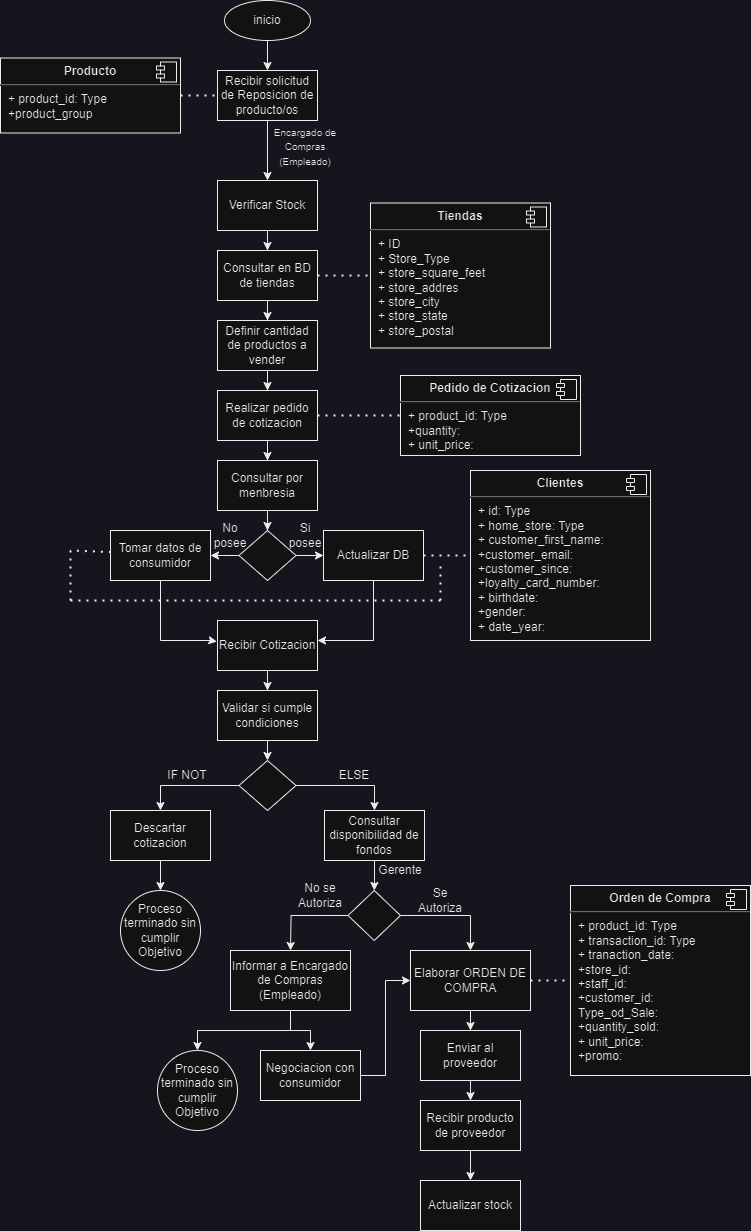 inicio
Producto
+ product_id: Type
+product_group
Recibir solicitud
de Reposicion de
producto/os
Encargado de
Compras
(Empleado)
Verificar Stock
Tiendas
+ ID
+ Store_Type
+ store_square_feet
+ store_addres
+ store_city
+ store_state
+ store_postal
Consultar en BD
de tiendas
Definir cantidad
de productos a
vender
Realizar pedido
de cotizacion
Pedido de Cotizacion
+ product_id: Type
+quantity:
+ unit_price:
Consultar por
menbresia
Clientes
+ id: Type
+ home_store: Type
+ customer_first_name:
+customer_email:
+customer_since:
+loyalty_card_number:
+ birthdate:
+gender:
+ date_year:
No
posee
Si
posee
Tomar datos de
consumidor
Actualizar DB
Recibir Cotizacion
Validar si cumple
condiciones
IF NOT
ELSE
Descartar
cotizacion
Consultar
disponibilidad de
fondos
Gerente
Proceso
terminado sin
cumplir
Objetivo
No se
Autoriza
Se
Autoriza
Orden de Compra
+ product_id: Type
+ transaction_id: Type
+ tranaction_date:
+store_id:
+staff_id:
+customer_id:
Type_od_Sale:
+quantity_sold:
+ unit_price:
+promo:
Informar a Encargado
de Compras
(Empleado)
Elaborar ORDEN DE
COMPRA
Proceso
terminado sin
cumplir
Objetivo
Negociacion con
consumidor
Enviar al
proveedor
Recibir producto
de proveedor
Actualizar stock